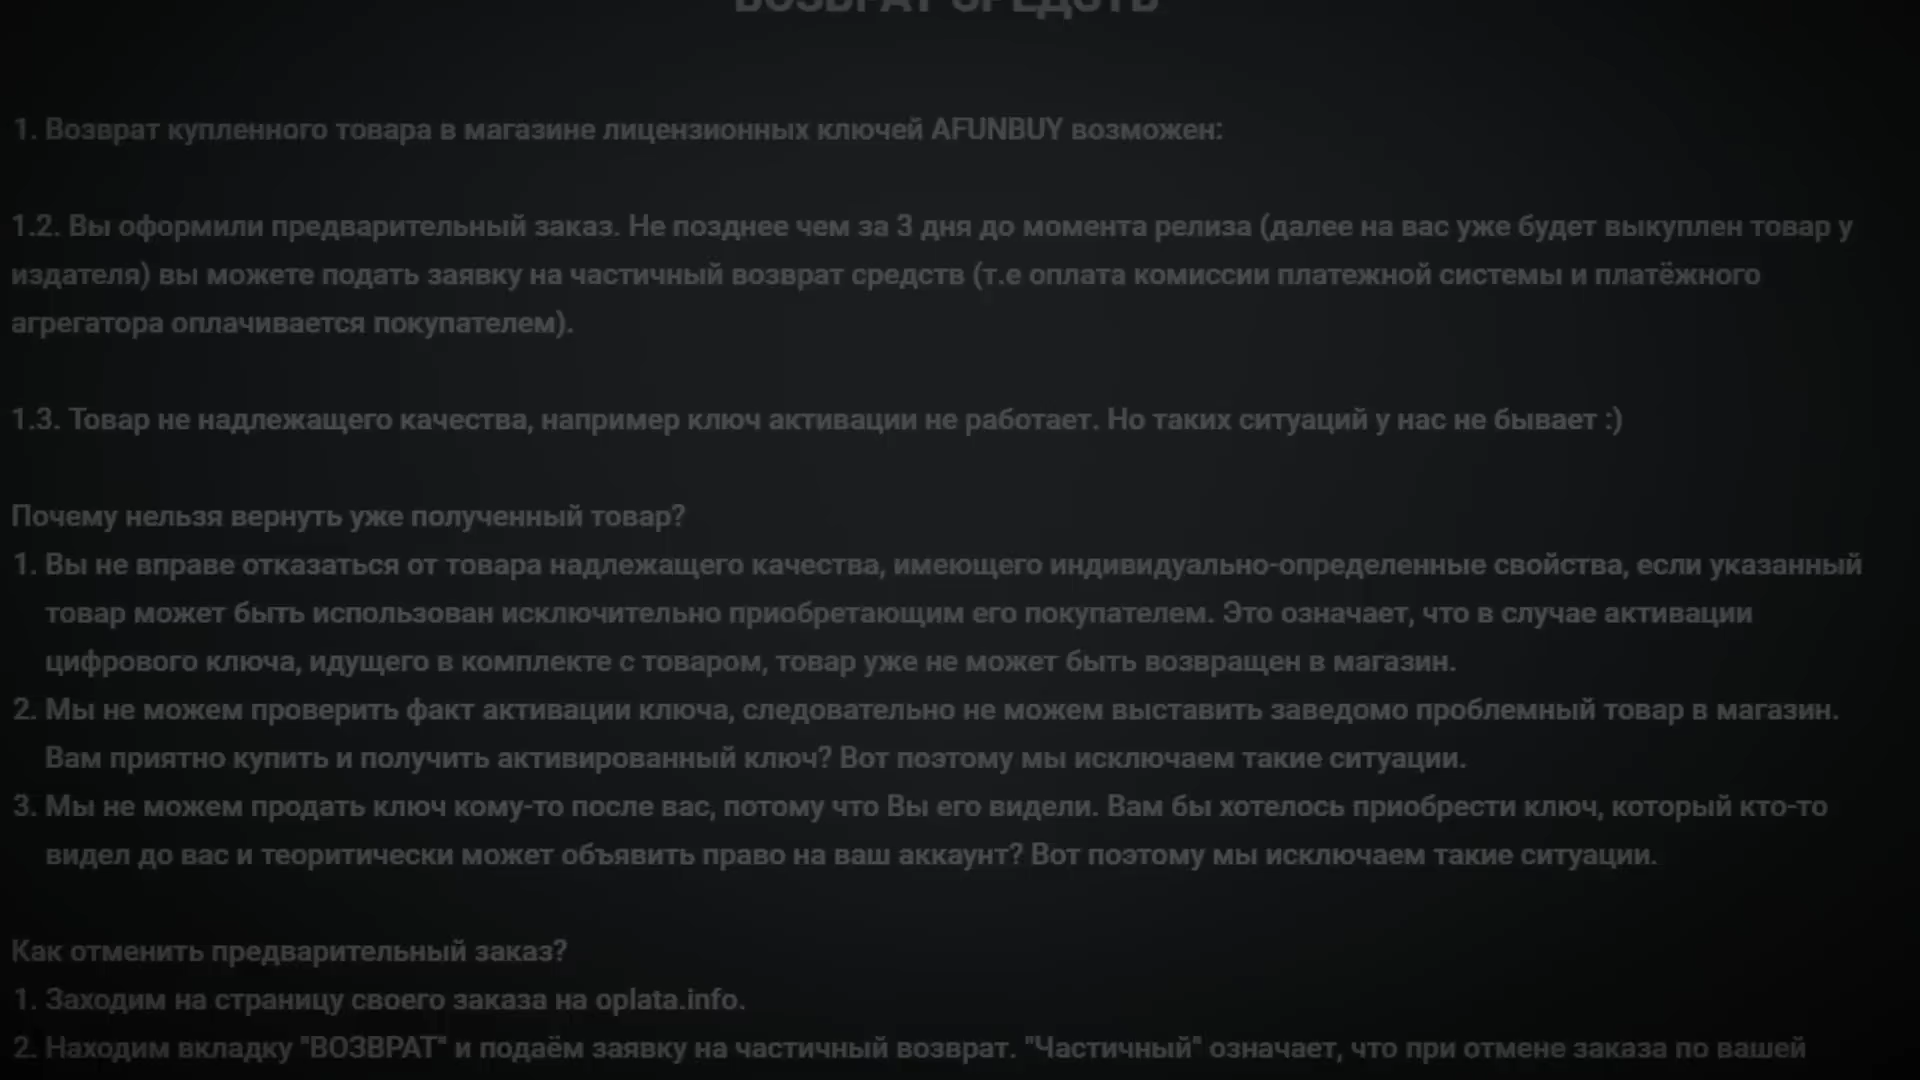 ВОЗВРАТ СРЕДСТВ
1. Возврат купленного товара в магазине лицензионных ключей AFUNBUY возможен:
1.2. Вы оформили предварительный заказ. Не позднее чем за 3 дня до момента релиза (далее на вас уже будет выкуплен товар у
издателя) вы можете подать заявку на частичный возврат средств (т.е оплата комиссии платежной системы и платёжного
агрегатора оплачивается покупателем).
1.3. Товар не надлежащего качества, например ключ активации не работает. Но таких ситуаций у нас не бывает :)
Почему нельзя вернуть уже полученный товар?
1. Вы не вправе отказаться от товара надлежащего качества, имеющего индивидуально-определенные свойства, если указанный
товар может быть использован исключительно приобретающим его покупателем. Это означает, что в случае активации
цифрового ключа, идущего в комплекте с товаром, товар уже не может быть возвращен в магазин.
2. Мы не можем проверить факт активации ключа, следовательно не можем выставить заведомо проблемный товар в магазин.
Вам приятно купить и получить активированный ключ? Вот поэтому мы исключаем такие ситуации.
3. Мы не можем продать ключ кому-то после вас, потому что Вы его видели. Вам бы хотелось приобрести ключ, который кто-то
видел до вас и теоритически может объявить право на ваш аккаунт? Вот поэтому мы исключаем такие ситуации.
Как отменить предварительный заказ?
1. Заходим на страницу своего заказа на oplata.info.
2. Находим вкладку "ВОЗВРАТ" и подаём заявку на частичный возврат. "Частичный" означает, что при отмене заказа по вашей